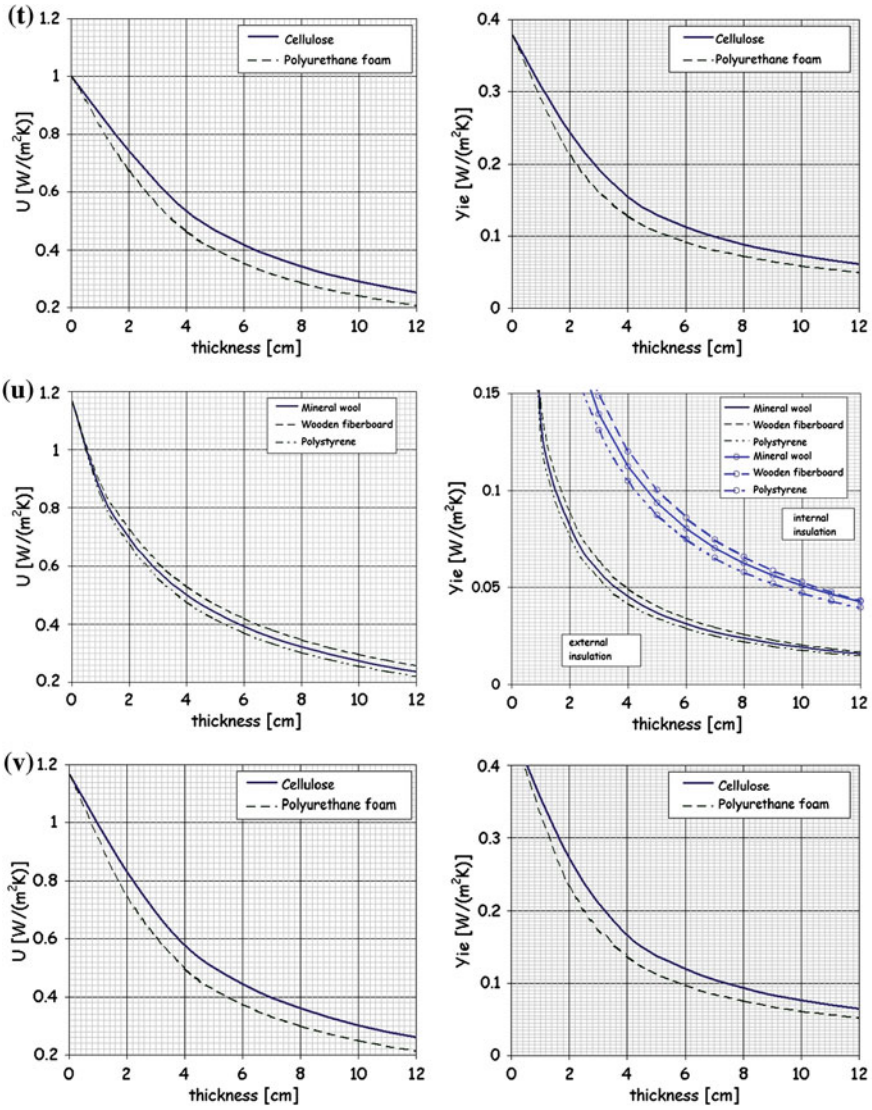 (t)
1.2
1
0.8
0.6
0.4
0.2
U [W/(m²K)]
Cellulose
Polyurethane foam
0 2 4 6 8 10 12
thickness [cm]
0.4
0.3
0.2
0.1
0
Yie [W/(m²K)]
Cellulose
Polyurethane foam
0 2 4 6 8 10 12
thickness [cm]
(u)
1.2
1
0.8
0.6
0.4
0.2
U [W/(m²K)]
Mineral wool
Wooden fiberboard
Polystyrene
0 2 4 6 8 10 12
thickness [cm]
0.15
0.1
0.05
0
Yie [W/(m²K)]
Mineral wool
Wooden fiberboard
Polystyrene
Mineral wool
Wooden fiberboard
Polystyrene
internal
insulation
external
insulation
0 2 4 6 8 10 12
thickness [cm]
(v)
1.2
1
0.8
0.6
0.4
0.2
U [W/(m²K)]
Cellulose
Polyurethane foam
0 2 4 6 8 10 12
thickness [cm]
0.4
0.3
0.2
0.1
0
Yie [W/(m²K)]
Cellulose
Polyurethane foam
0 2 4 6 8 10 12
thickness [cm]